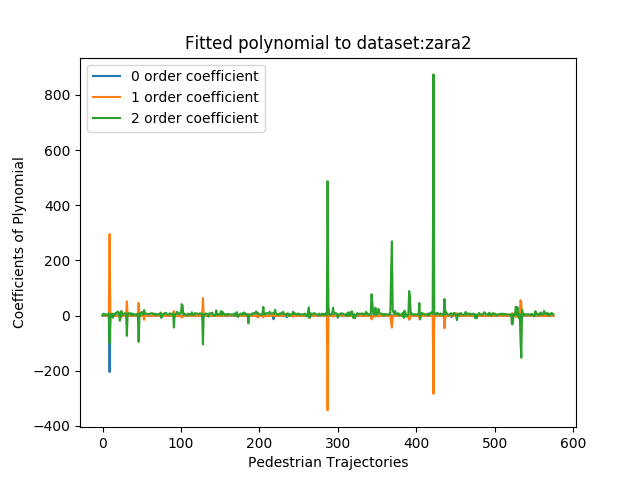 Fitted polynomial to dataset:zara2
0 order coefficient
1 order coefficient
2 order coefficient
Coefficients of Plynomial
800
600
400
200
0
−200
−400
0 100 200 300 400 500 600
Pedestrian Trajectories